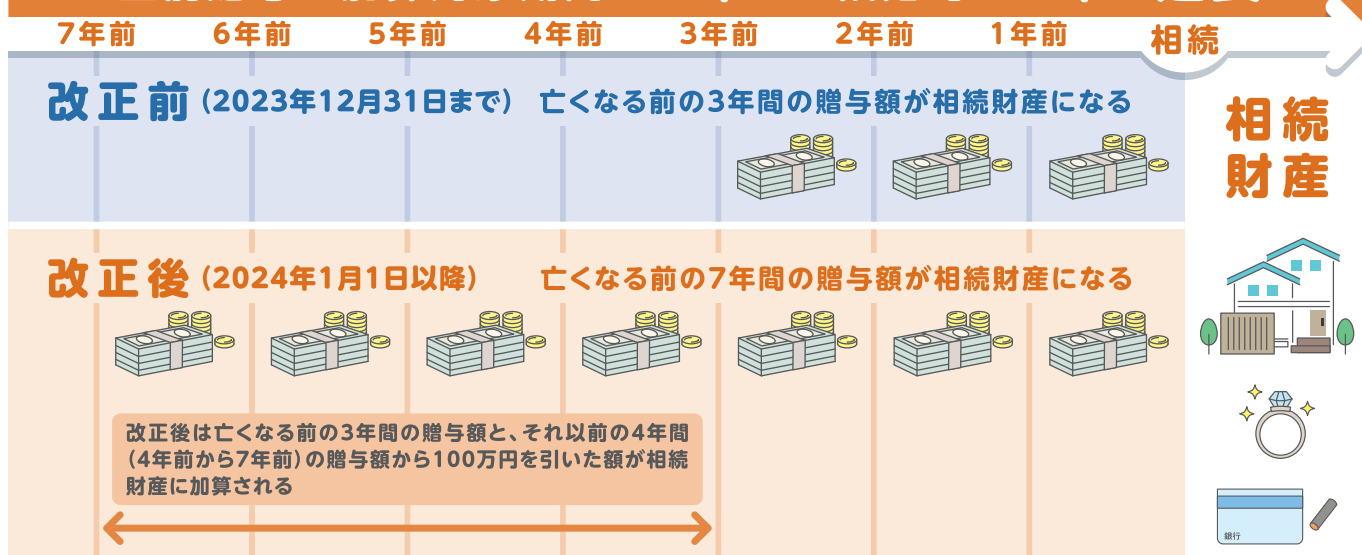 7年前 6年前 5年前 4年前 3年前 2年前 1年前 相続
改正前(2023年12月31日まで) 亡くなる前の3年間の贈与額が相続財産になる
相続
財産
改正後(2024年1月1日以降) 亡くなる前の7年間の贈与額が相続財産になる
改正後は亡くなる前の3年間の贈与額と、それ以前の4年間
(4年前から7年前)の贈与額から100万円を引いた額が相続
財産に加算される
銀行